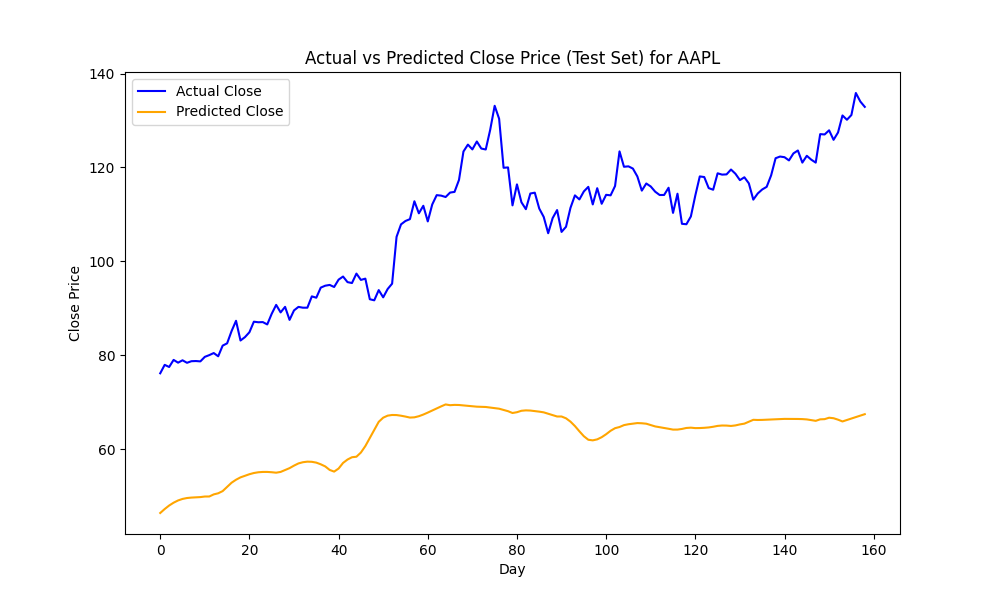 Actual vs Predicted Close Price (Test Set) for AAPL
Actual Close
Predicted Close
Close Price
140
120
100
80
60
0 20 40 60 80 100 120 140 160
Day